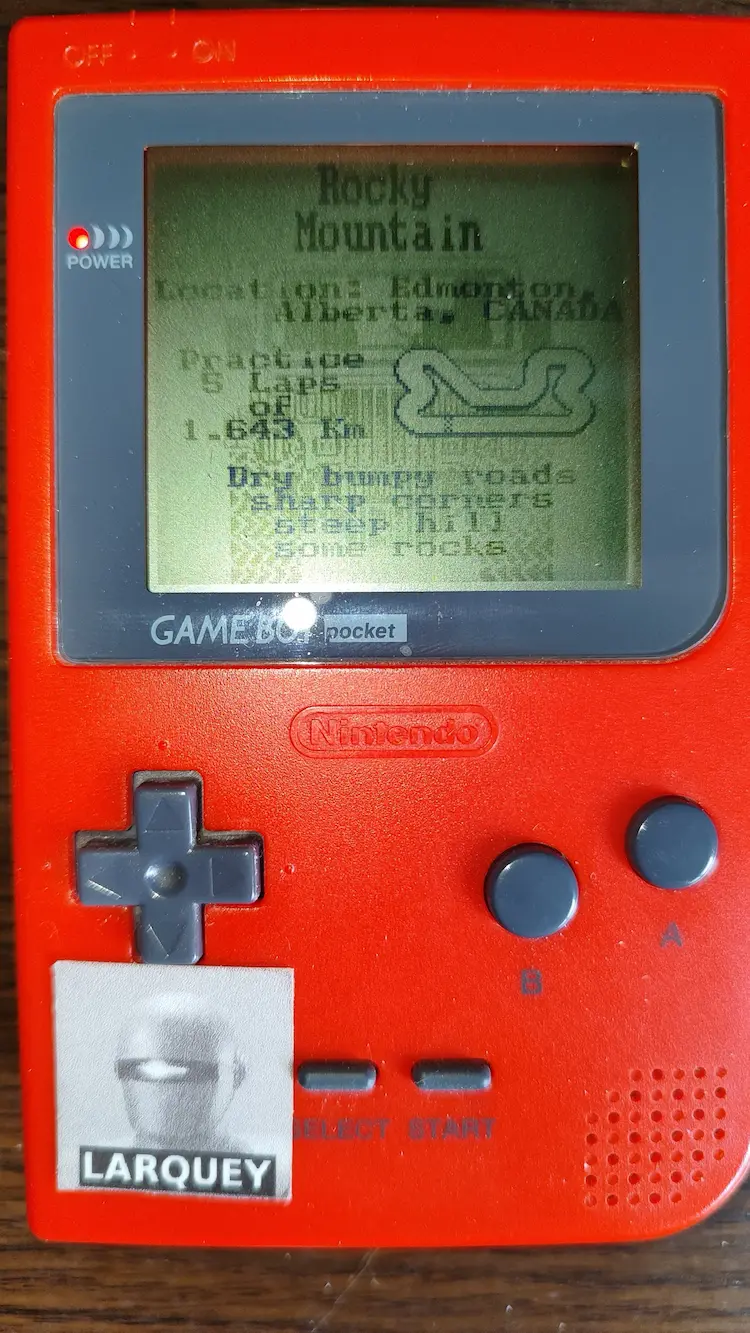 OFF ON
Rocky
Mountain
Location: Edmonton,
Alberta, CANADA
Practice
5 Laps
of
1.643 Km
Dry bumpy roads
sharp corners
steep hill
some rocks
POWER
GAME BOY pocket
Nintendo
A
B
SELECT START
LARQUEY